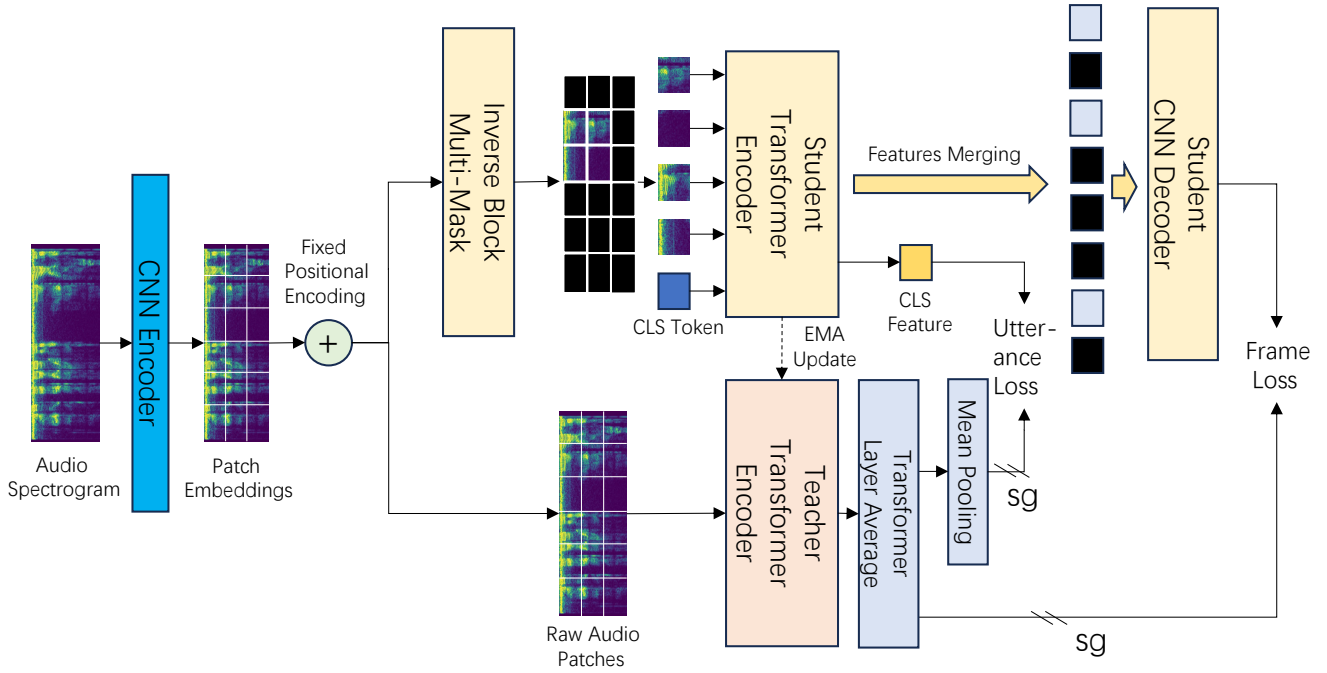 Audio
Spectrogram
CNN Encoder
Patch
Embeddings
Fixed
Positional
Encoding
+
Inverse Block
Multi-Mask
CLS Token
Student
Transformer
Encoder
Features Merging
CLS
Feature
EMA
Update
Utter-
ance
Loss
Student
CNN Decoder
Frame
Loss
Raw Audio
Patches
Teacher
Transformer
Encoder
Transformer
Layer Average
Mean Pooling
sg
sg